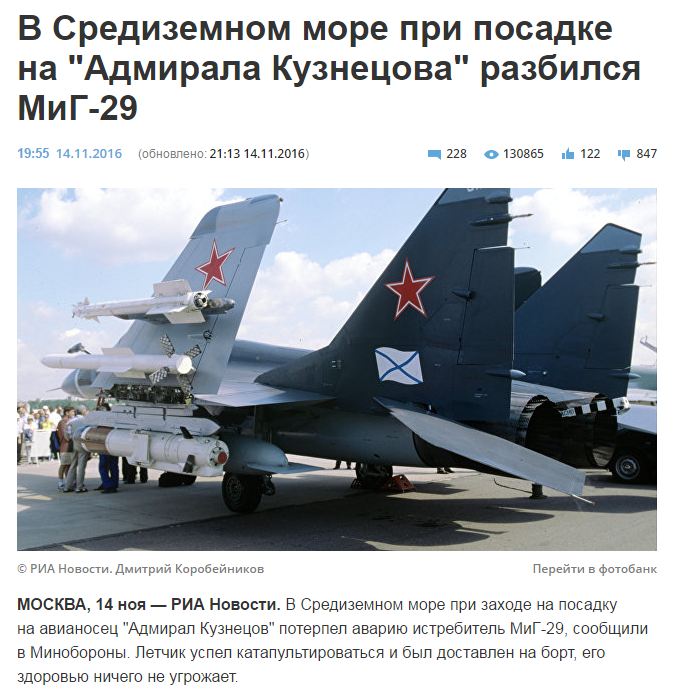 В Средиземном море при посадке
на "Адмирала Кузнецова" разбился
МиГ-29
19:55 14.11.2016 (обновлено: 21:13 14.11.2016) 228 130865 122 847
© РИА Новости. Дмитрий Коробейников Перейти в фотобанк
МОСКВА, 14 ноя — РИА Новости. В Средиземном море при заходе на посадку
на авианосец "Адмирал Кузнецов" потерпел аварию истребитель МиГ-29, сообщили
в Минобороны. Летчик успел катапультироваться и был доставлен на борт, его
здоровью ничего не угрожает.